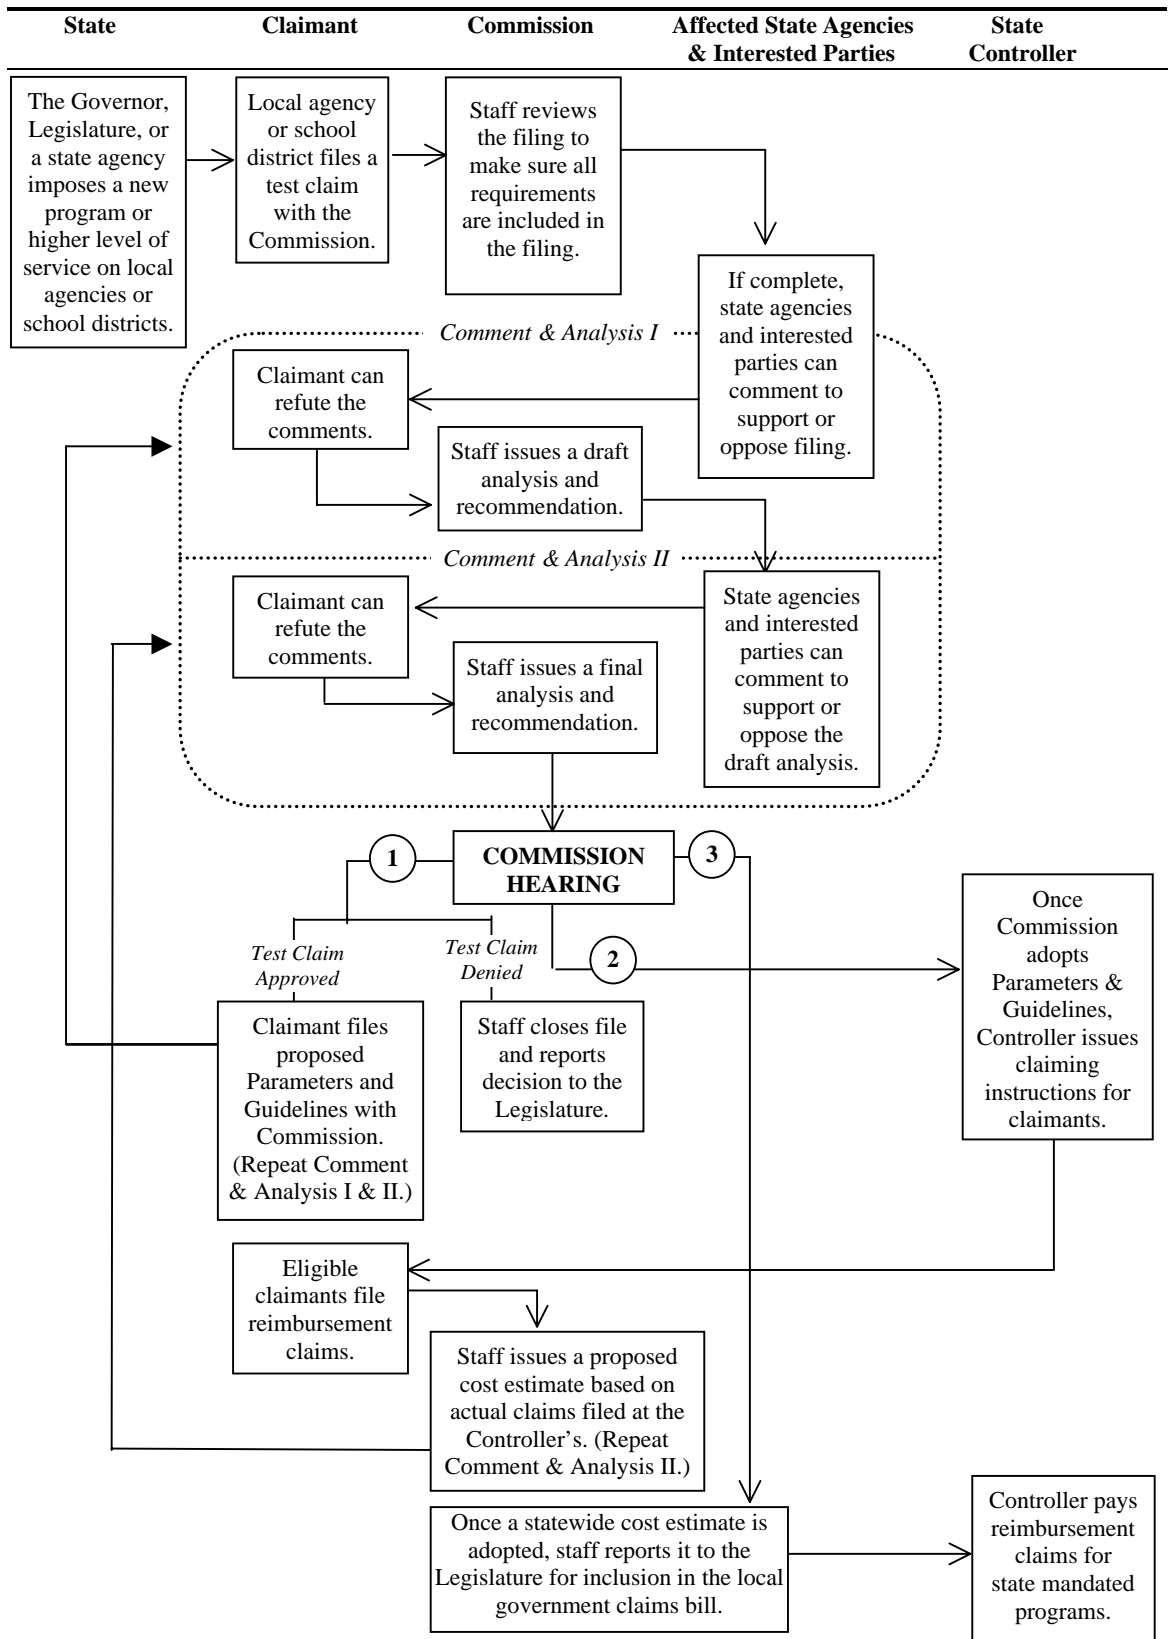 State
Claimant
Commission
Affected State Agencies
& Interested Parties
State
Controller
The Governor,
Legislature, or
a state agency
imposes a new
program or
higher level of
service on local
agencies or
school districts.
Local agency
or school
district files a
test claim
with the
Commission.
Staff reviews
the filing to
make sure all
requirements
are included in
the filing.
If complete,
state agencies
and interested
parties can
comment to
support or
oppose filing.
Comment & Analysis I
Claimant can
refute the
comments.
Staff issues a draft
analysis and
recommendation.
Comment & Analysis II
State agencies
and interested
parties can
comment to
support or
oppose the
draft analysis.
Claimant can
refute the
comments.
Staff issues a final
analysis and
recommendation.
COMMISSION
HEARING
1
3
2
Test Claim
Approved
Test Claim
Denied
Claimant files
proposed
Parameters and
Guidelines with
Commission.
(Repeat Comment
& Analysis I & II.)
Staff closes file
and reports
decision to the
Legislature.
Once
Commission
adopts
Parameters &
Guidelines,
Controller issues
claiming
instructions for
claimants.
Eligible
claimants file
reimbursement
claims.
Staff issues a proposed
cost estimate based on
actual claims filed at the
Controller's. (Repeat
Comment & Analysis II.)
Once a statewide cost estimate is
adopted, staff reports it to the
Legislature for inclusion in the local
government claims bill.
Controller pays
reimbursement
claims for
state mandated
programs.